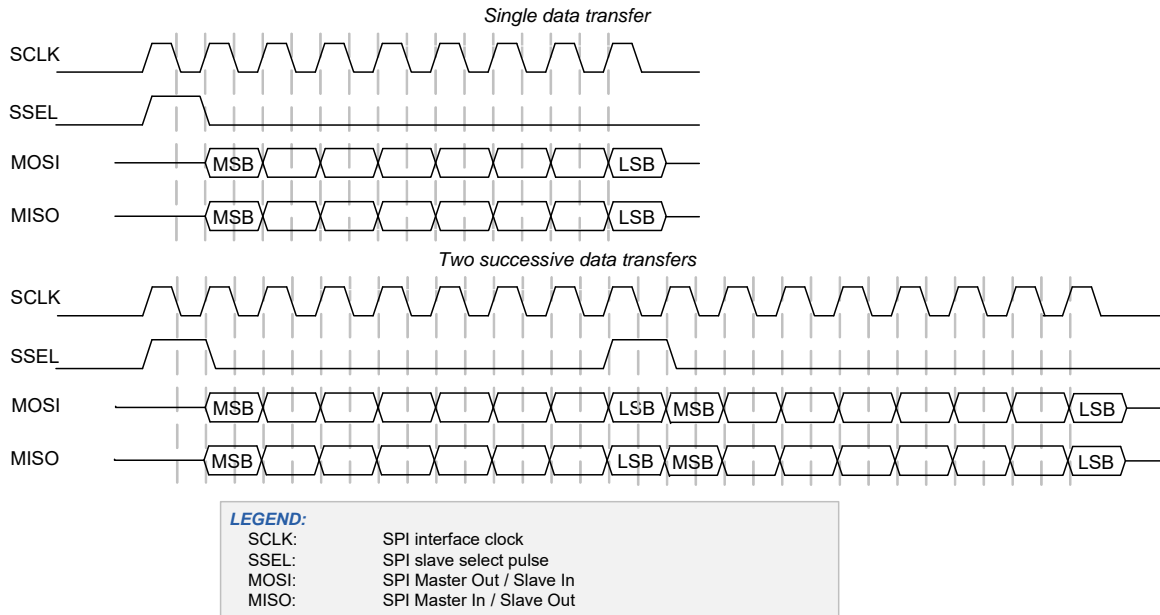 Single data transfer
SCLK
SSEL
MOSI MSB LSB
MISO MSB LSB
Two successive data transfers
SCLK
SSEL
MOSI MSB LSB MSB LSB
MISO MSB LSB MSB LSB
LEGEND:
SCLK: SPI interface clock
SSEL: SPI slave select pulse
MOSI: SPI Master Out / Slave In
MISO: SPI Master In / Slave Out